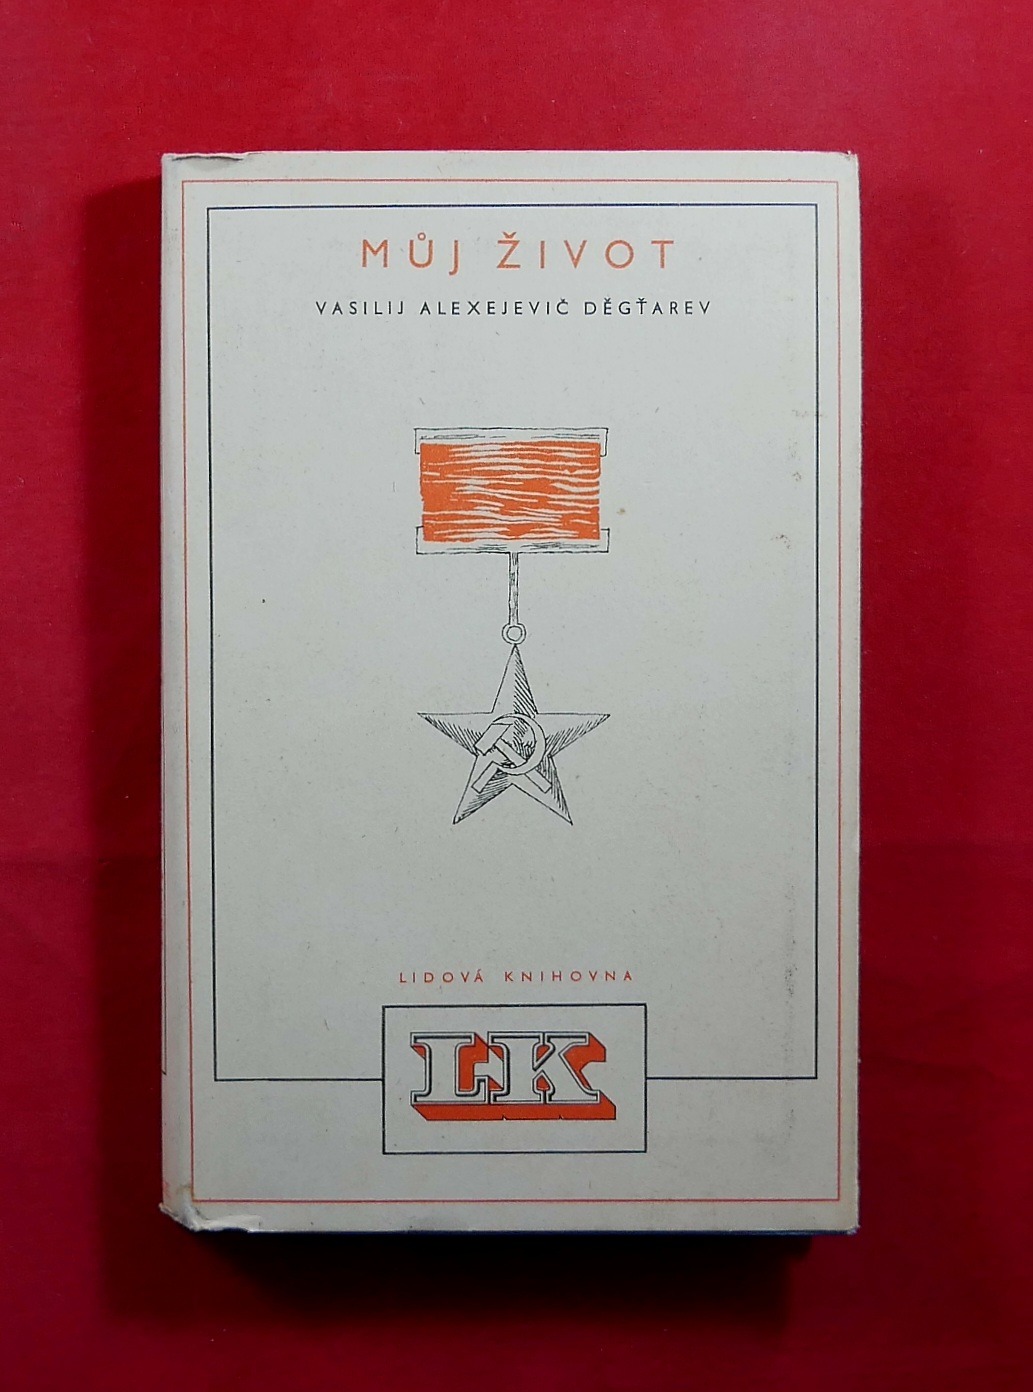 MŮJ ŽIVOT
VASILIJ ALEXEJEVIČ DĚGŤAREV
LIDOVÁ KNIHOVNA
LK